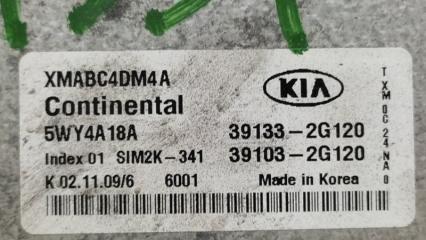 XMABC4DM4A
Continental
KIA
5WY4A18A 39133-2G120
Index 01 SIM2K-341 39103-2G120
K 02.11.09/6 6001 Made in Korea